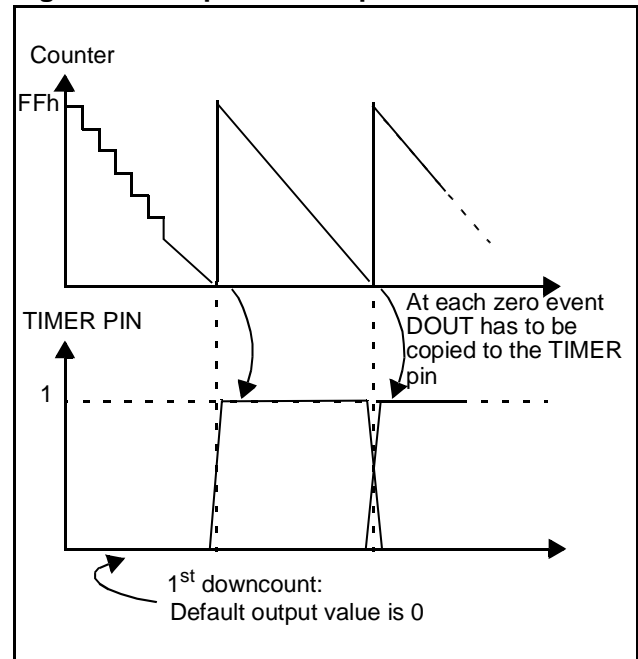 Counter
FFh
At each zero event
DOUT has to be
copied to the TIMER
pin
TIMER PIN
1
1st downcount:
Default output value is 0